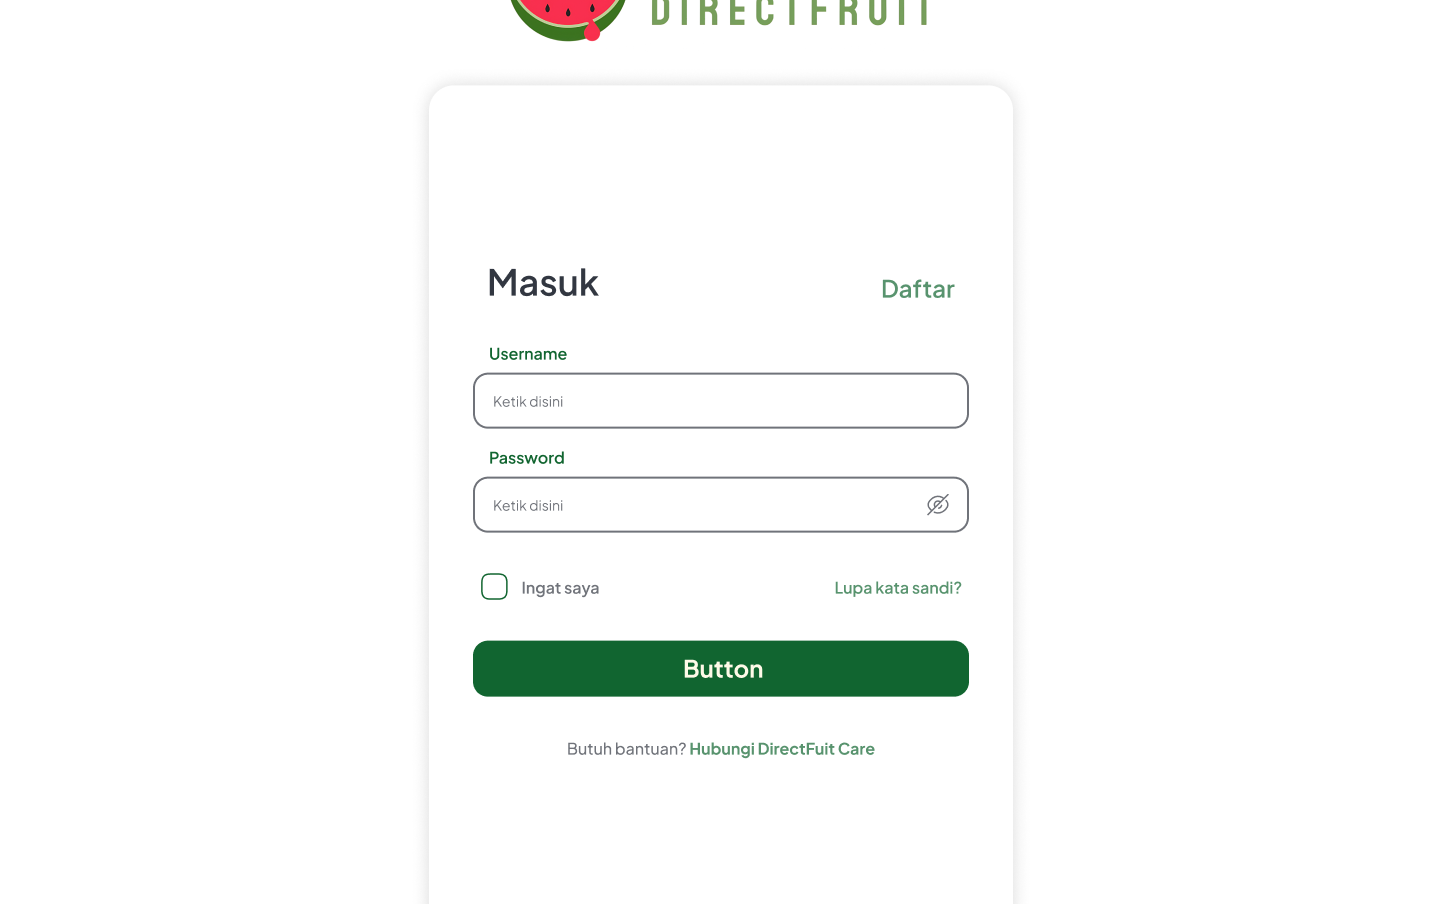 DIRECTFRUIT
Masuk
Daftar
Username
Ketik disini
Password
Ketik disini
Ingat saya
Lupa kata sandi?
Button
Butuh bantuan? Hubungi DirectFuit Care